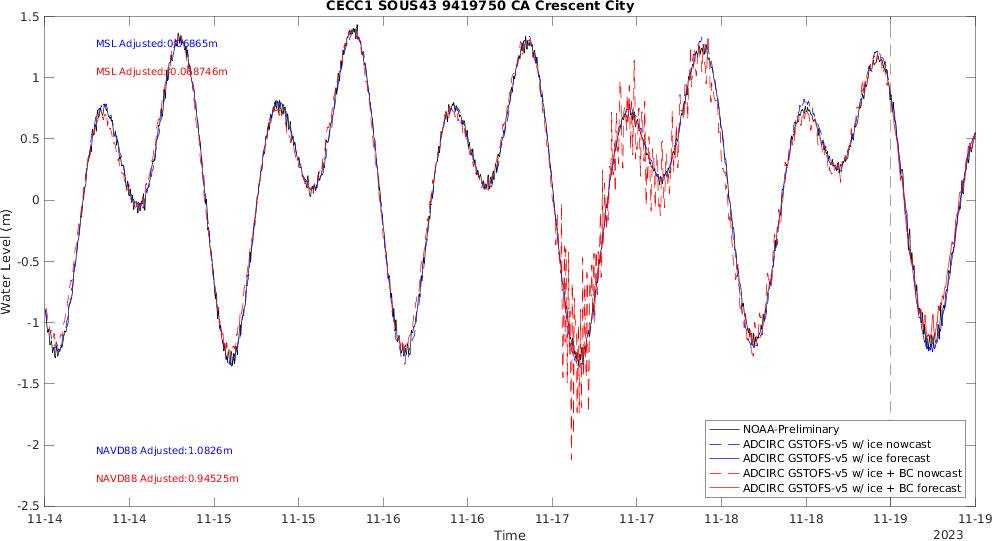 CECC1 SOUS43 9419750 CA Crescent City
1.5
1
0.5
0
-0.5
-1
-1.5
-2
-2.5
Water Level (m)
MSL Adjusted:0.06865m
MSL Adjusted:-0.068746m
NAVD88 Adjusted:1.0826m
NAVD88 Adjusted:0.94525m
NOAA-Preliminary
ADCIRC GSTOFS-v5 w/ ice nowcast
ADCIRC GSTOFS-v5 w/ ice forecast
ADCIRC GSTOFS-v5 w/ ice + BC nowcast
ADCIRC GSTOFS-v5 w/ ice + BC forecast
11-14 11-14 11-15 11-15 11-16 11-16 11-17 11-17 11-18 11-18 11-19 11-19
Time
2023